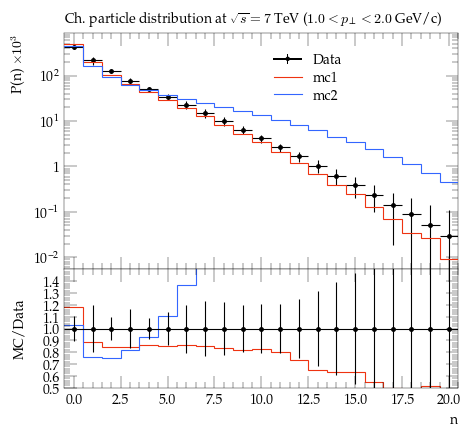 Ch. particle distribution at √s = 7 TeV (1.0 < p⊥ < 2.0 GeV/c)
P(n) ×10³
Data
mc1
mc2
10²
10¹
1
10⁻¹
10⁻²
MC/Data
1.4
1.3
1.2
1.1
1.0
0.9
0.8
0.7
0.6
0.5
0.0 2.5 5.0 7.5 10.0 12.5 15.0 17.5 20.0
n